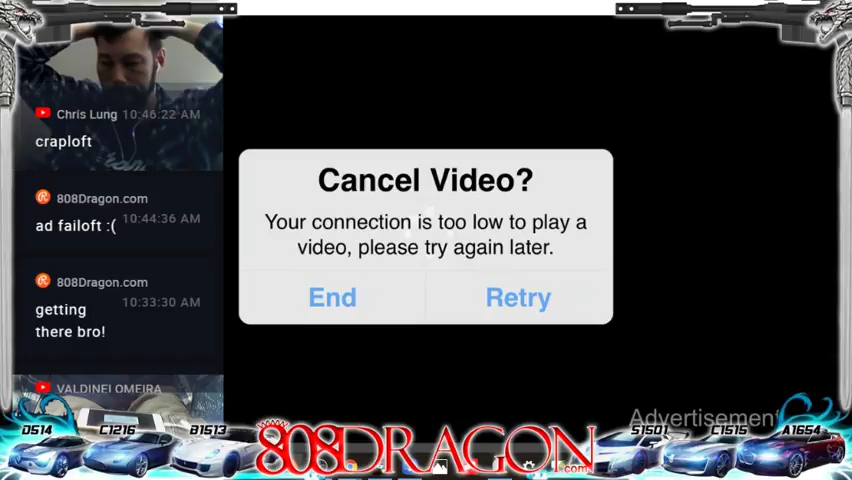 Chris Lung 10:46:22 AM
craploft
808Dragon.com
10:44:36 AM
ad failoft :(
808Dragon.com
10:33:30 AM
getting
there bro!
VALDINEI OMEIRA
Cancel Video?
Your connection is too low to play a
video, please try again later.
End Retry
Advertisement
D514 C1216 B1513 S1501 C1515 A1654
808DRAGON
.com